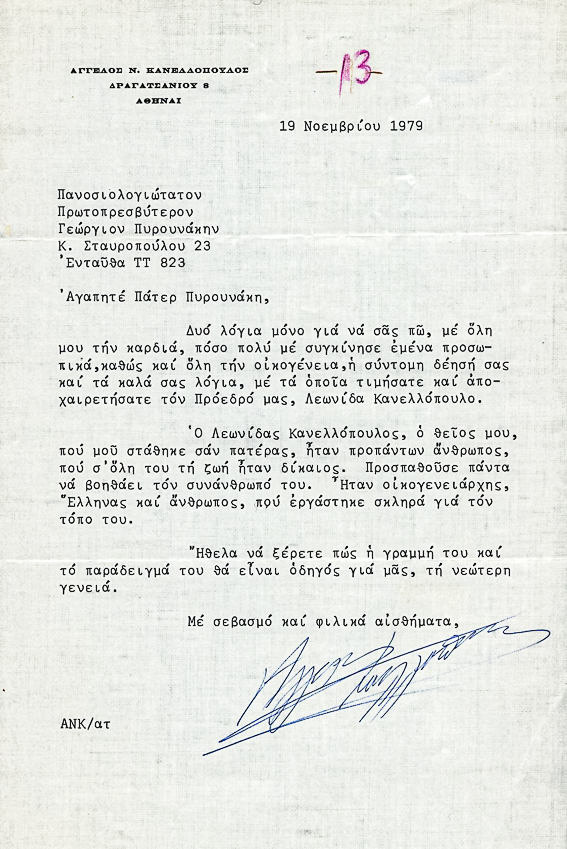 ΑΓΓΕΛΟΣ Ν. ΚΑΝΕΛΛΟΠΟΥΛΟΣ
ΔΡΑΓΑΤΣΑΝΙΟΥ 8
ΑΘΗΝΑΙ
13
19 Νοεμβρίου 1979
Πανοσιολογιώτατον
Πρωτοπρεσβύτερον
Γεώργιον Πυρουνάκην
Κ. Σταυροπούλου 23
Ἐνταῦθα ΤΤ 823
Ἀγαπητέ Πάτερ Πυρουνάκη,
Δυό λόγια μόνο γιά νά σᾶς πῶ, μέ ὅλη
μου τήν καρδιά, πόσο πολύ μέ συγκίνησε ἐμένα προσω-
πικά,καθώς καί ὅλη τήν οἰκογένεια,ἡ σύντομη δέησή σας
καί τά καλά σας λόγια, μέ τά ὁποῖα τιμήσατε καί ἀπο-
χαιρετήσατε τόν Πρόεδρό μας, Λεωνίδα Κανελλόπουλο.
Ὁ Λεωνίδας Κανελλόπουλος, ὁ θεῖος μου,
πού μοῦ στάθηκε σάν πατέρας, ἦταν προπάντων ἄνθρωπος,
πού σ'ὅλη του τή ζωή ἦταν δίκαιος. Προσπαθοῦσε πάντα
νά βοηθάει τόν συνάνθρωπό του. Ἦταν οἰκογενειάρχης,
Ἕλληνας καί ἄνθρωπος, πού ἐργάστηκε σκληρά γιά τόν
τόπο του.
Ἤθελα νά ξέρετε πώς ἡ γραμμή του καί
τό παράδειγμά του θά εἶναι ὁδηγός γιά μᾶς, τή νεώτερη
γενειά.
Μέ σεβασμό καί φιλικά αἰσθήματα,
ΑΝΚ/ατ